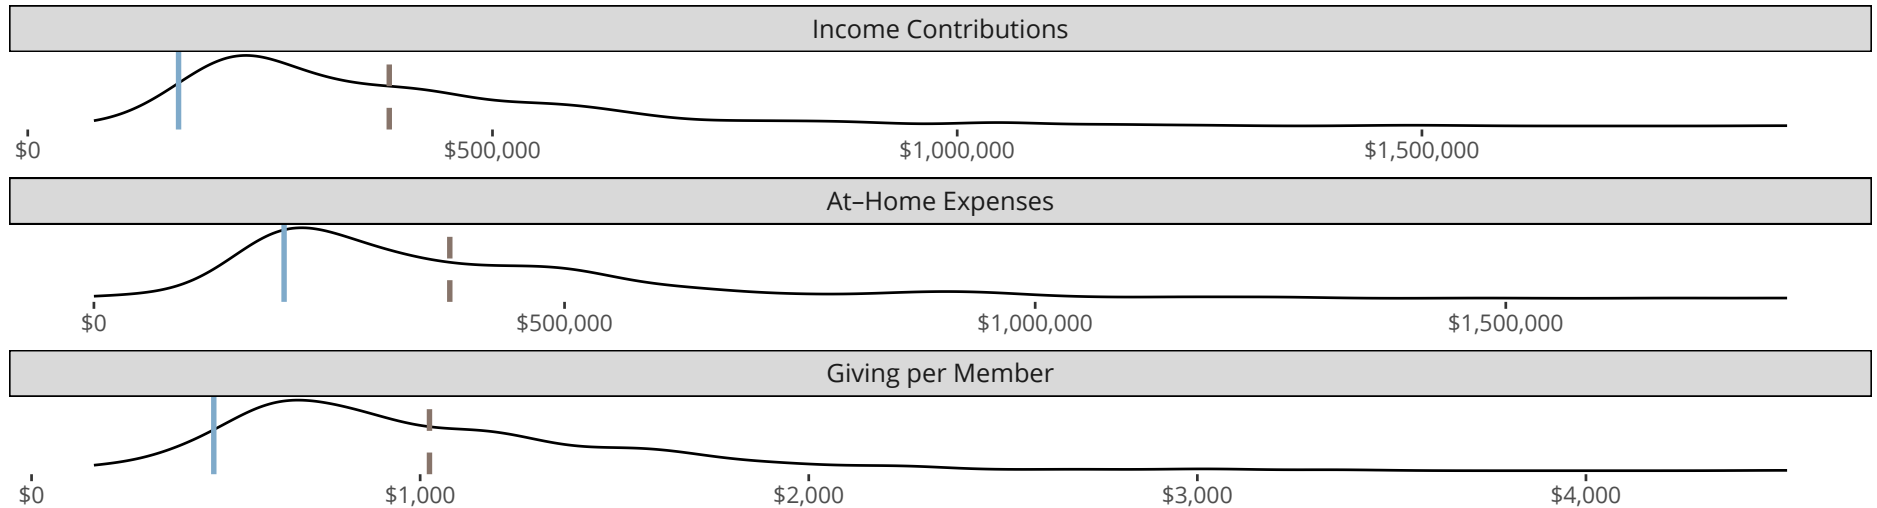 Income Contributions
$0 $500,000 $1,000,000 $1,500,000
At–Home Expenses
$0 $500,000 $1,000,000 $1,500,000
Giving per Member
$0 $1,000 $2,000 $3,000 $4,000